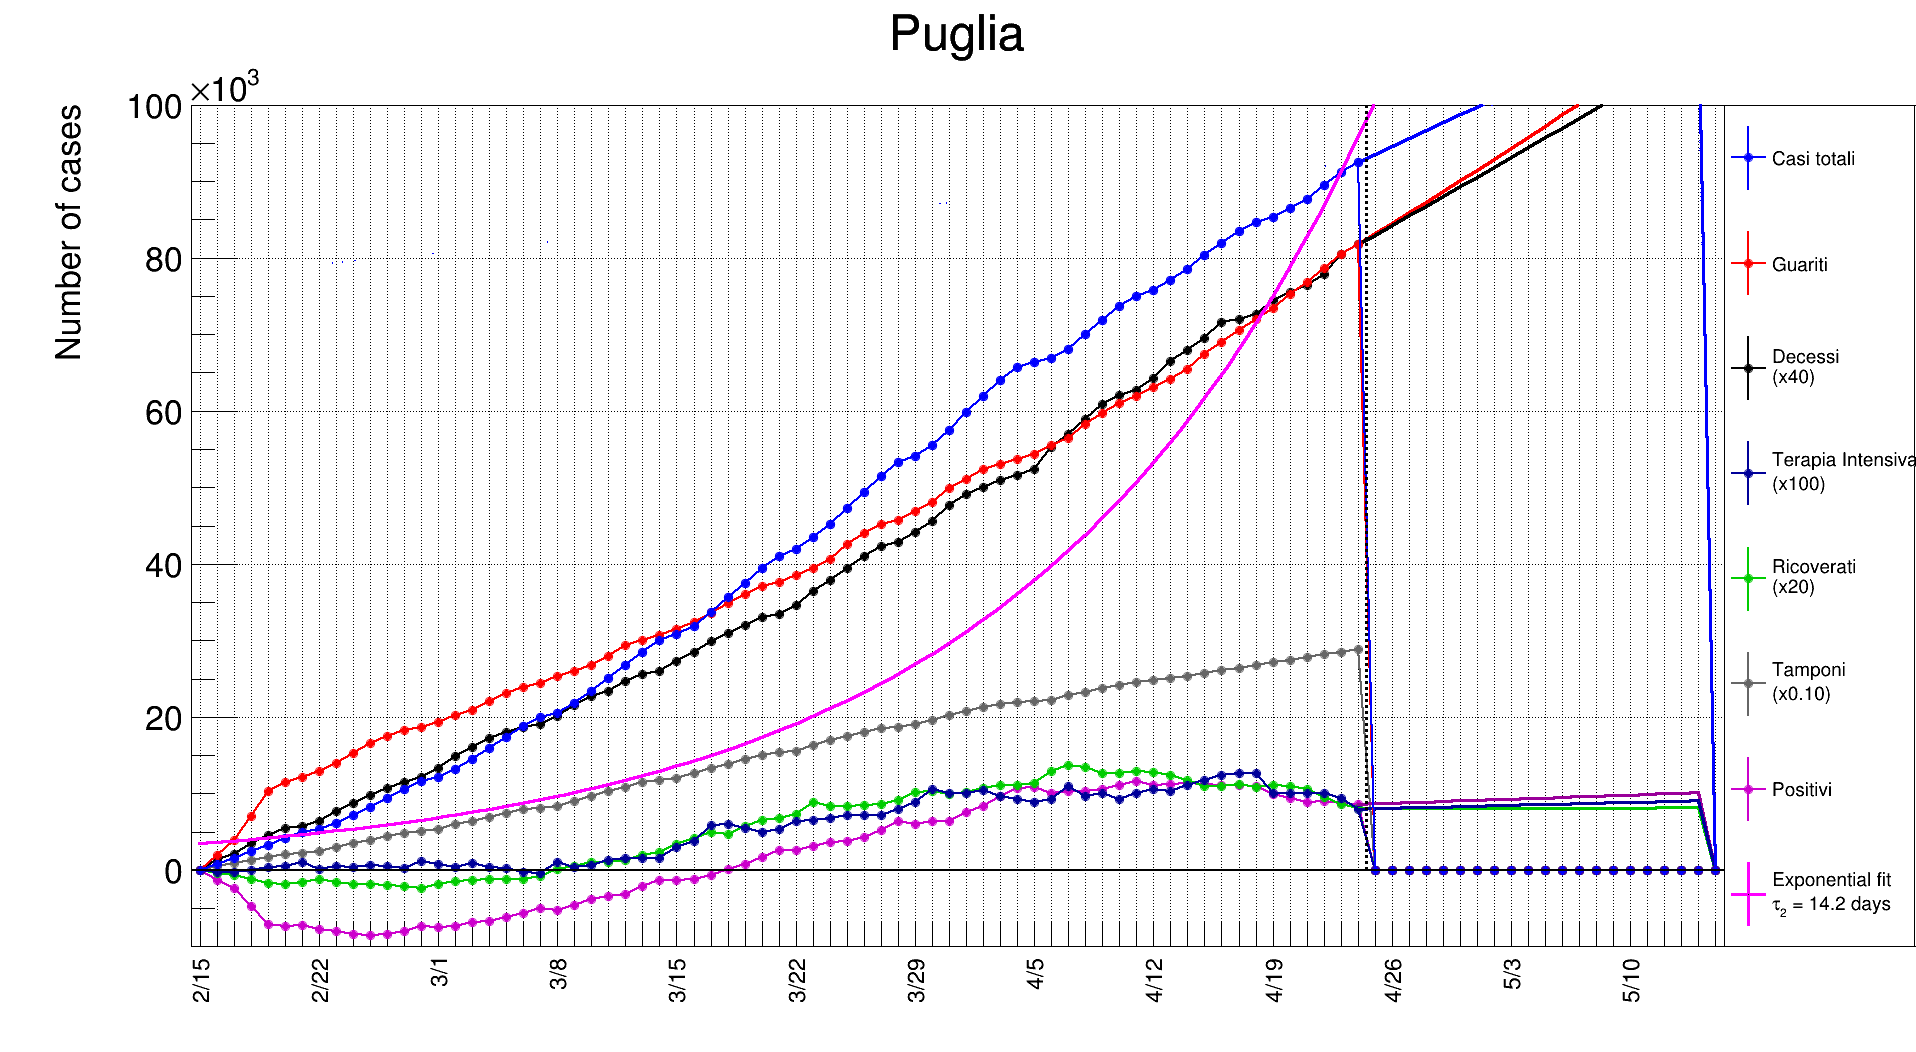 Puglia
×10³
Number of cases
100
80
60
40
20
0
2/15
2/22
3/1
3/8
3/15
3/22
3/29
4/5
4/12
4/19
4/26
5/3
5/10
Casi totali
Guariti
Decessi
(x40)
Terapia Intensiva
(x100)
Ricoverati
(x20)
Tamponi
(x0.10)
Positivi
Exponential fit
τ₂ = 14.2 days